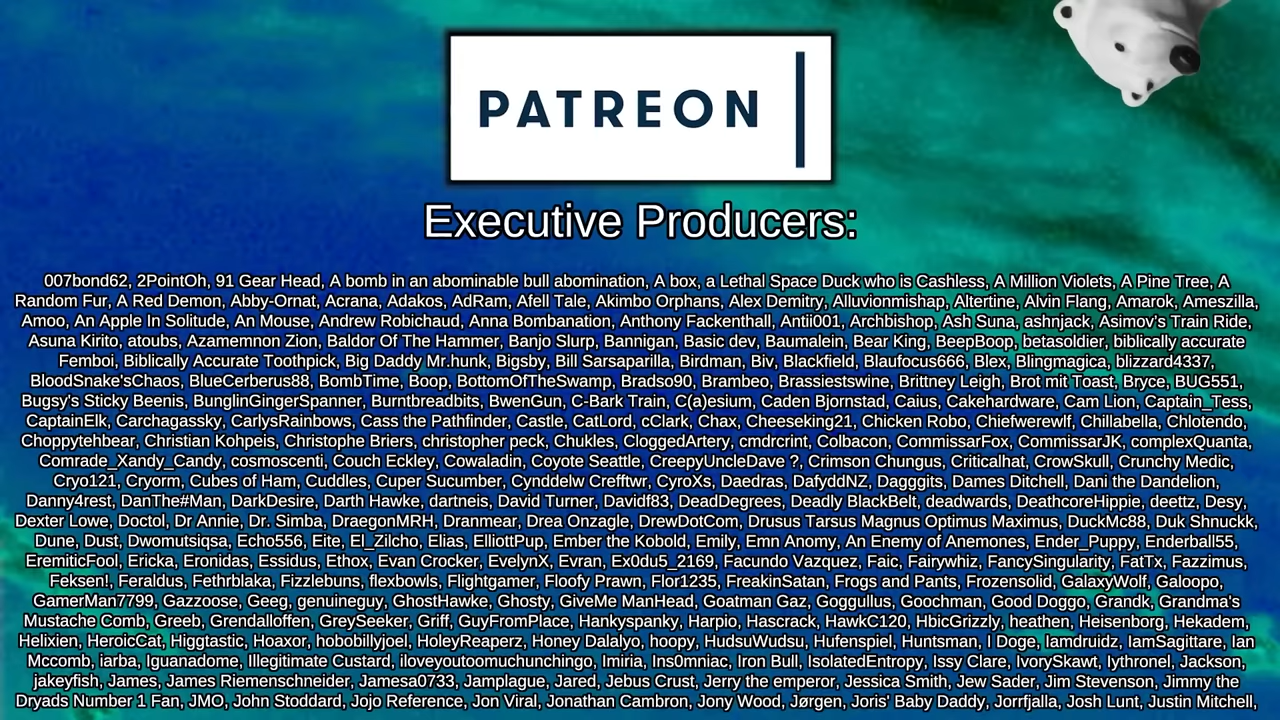 PATREON
Executive Producers:
007bond62, 2PointOh, 91 Gear Head, A bomb in an abominable bull abomination, A box, a Lethal Space Duck who is Cashless, A Million Violets, A Pine Tree, A
Random Fur, A Red Demon, Abby-Ornat, Acrana, Adakos, AdRam, Afell Tale, Akimbo Orphans, Alex Demitry, Alluvionmishap, Altertine, Alvin Flang, Amarok, Ameszilla,
Amoo, An Apple In Solitude, An Mouse, Andrew Robichaud, Anna Bombanation, Anthony Fackenthall, Antii001, Archbishop, Ash Suna, ashnjack, Asimov's Train Ride,
Asuna Kirito, atoubs, Azamemnon Zion, Baldor Of The Hammer, Banjo Slurp, Bannigan, Basic dev, Baumalein, Bear King, BeepBoop, betasoldier, biblically accurate
Femboi, Biblically Accurate Toothpick, Big Daddy Mr.hunk, Bigsby, Bill Sarsaparilla, Birdman, Biv, Blackfield, Blaufocus666, Blex, Blingmagica, blizzard4337,
BloodSnake'sChaos, BlueCerberus88, BombTime, Boop, BottomOfTheSwamp, Bradso90, Brambeo, Brassiestswine, Brittney Leigh, Brot mit Toast, Bryce, BUG551,
Bugsy's Sticky Beenis, BunglinGingerSpanner, Burntbreadbits, BwenGun, C-Bark Train, C(a)esium, Caden Bjornstad, Caius, Cakehardware, Cam Lion, Captain_Tess,
CaptainElk, Carchagassky, CarlysRainbows, Cass the Pathfinder, Castle, CatLord, cClark, Chax, Cheeseking21, Chicken Robo, Chiefwerewlf, Chillabella, Chlotendo,
Choppytehbear, Christian Kohpeis, Christophe Briers, christopher peck, Chukles, CloggedArtery, cmdrcrint, Colbacon, CommissarFox, CommissarJK, complexQuanta,
Comrade_Xandy_Candy, cosmoscenti, Couch Eckley, Cowaladin, Coyote Seattle, CreepyUncleDave ?, Crimson Chungus, Criticalhat, CrowSkull, Crunchy Medic,
Cryo121, Cryorm, Cubes of Ham, Cuddles, Cuper Sucumber, Cynddelw Crefftwr, CyroXs, Daedras, DafyddNZ, Dagggits, Dames Ditchell, Dani the Dandelion,
Danny4rest, DanThe#Man, DarkDesire, Darth Hawke, dartneis, David Turner, Davidf83, DeadDegrees, Deadly BlackBelt, deadwards, DeathcoreHippie, deettz, Desy,
Dexter Lowe, Doctol, Dr Annie, Dr. Simba, DraegonMRH, Dranmear, Drea Onzagle, DrewDotCom, Drusus Tarsus Magnus Optimus Maximus, DuckMc88, Duk Shnuckk,
Dune, Dust, Dwomutsiqsa, Echo556, Eite, El_Zilcho, Elias, ElliottPup, Ember the Kobold, Emily, Emn Anomy, An Enemy of Anemones, Ender_Puppy, Enderball55,
EremiticFool, Ericka, Eronidas, Essidus, Ethox, Evan Crocker, EvelynX, Evran, Ex0du5_2169, Facundo Vazquez, Faic, Fairywhiz, FancySingularity, FatTx, Fazzimus,
Feksen!, Feraldus, Fethrblaka, Fizzlebuns, flexbowls, Flightgamer, Floofy Prawn, Flor1235, FreakinSatan, Frogs and Pants, Frozensolid, GalaxyWolf, Galoopo,
GamerMan7799, Gazzoose, Geeg, genuineguy, GhostHawke, Ghosty, GiveMe ManHead, Goatman Gaz, Goggullus, Goochman, Good Doggo, Grandk, Grandma's
Mustache Comb, Greeb, Grendalloffen, GreySeeker, Griff, GuyFromPlace, Hankyspanky, Harpio, Hascrack, HawkC120, HbicGrizzly, heathen, Heisenborg, Hekadem,
Helixien, HeroicCat, Higgtastic, Hoaxor, hobobillyjoel, HoleyReaperz, Honey Dalalyo, hoopy, HudsuWudsu, Hufenspiel, Huntsman, I Doge, Iamdruidz, IamSagittare, Ian
Mccomb, iarba, Iguanadome, Illegitimate Custard, iloveyoutoomuchunchingo, Imiria, Ins0mniac, Iron Bull, IsolatedEntropy, Issy Clare, IvorySkawt, Iythronel, Jackson,
jakeyfish, James, James Riemenschneider, Jamesa0733, Jamplague, Jared, Jebus Crust, Jerry the emperor, Jessica Smith, Jew Sader, Jim Stevenson, Jimmy the
Dryads Number 1 Fan, JMO, John Stoddard, Jojo Reference, Jon Viral, Jonathan Cambron, Jony Wood, Jørgen, Joris' Baby Daddy, Jorrfjalla, Josh Lunt, Justin Mitchell,